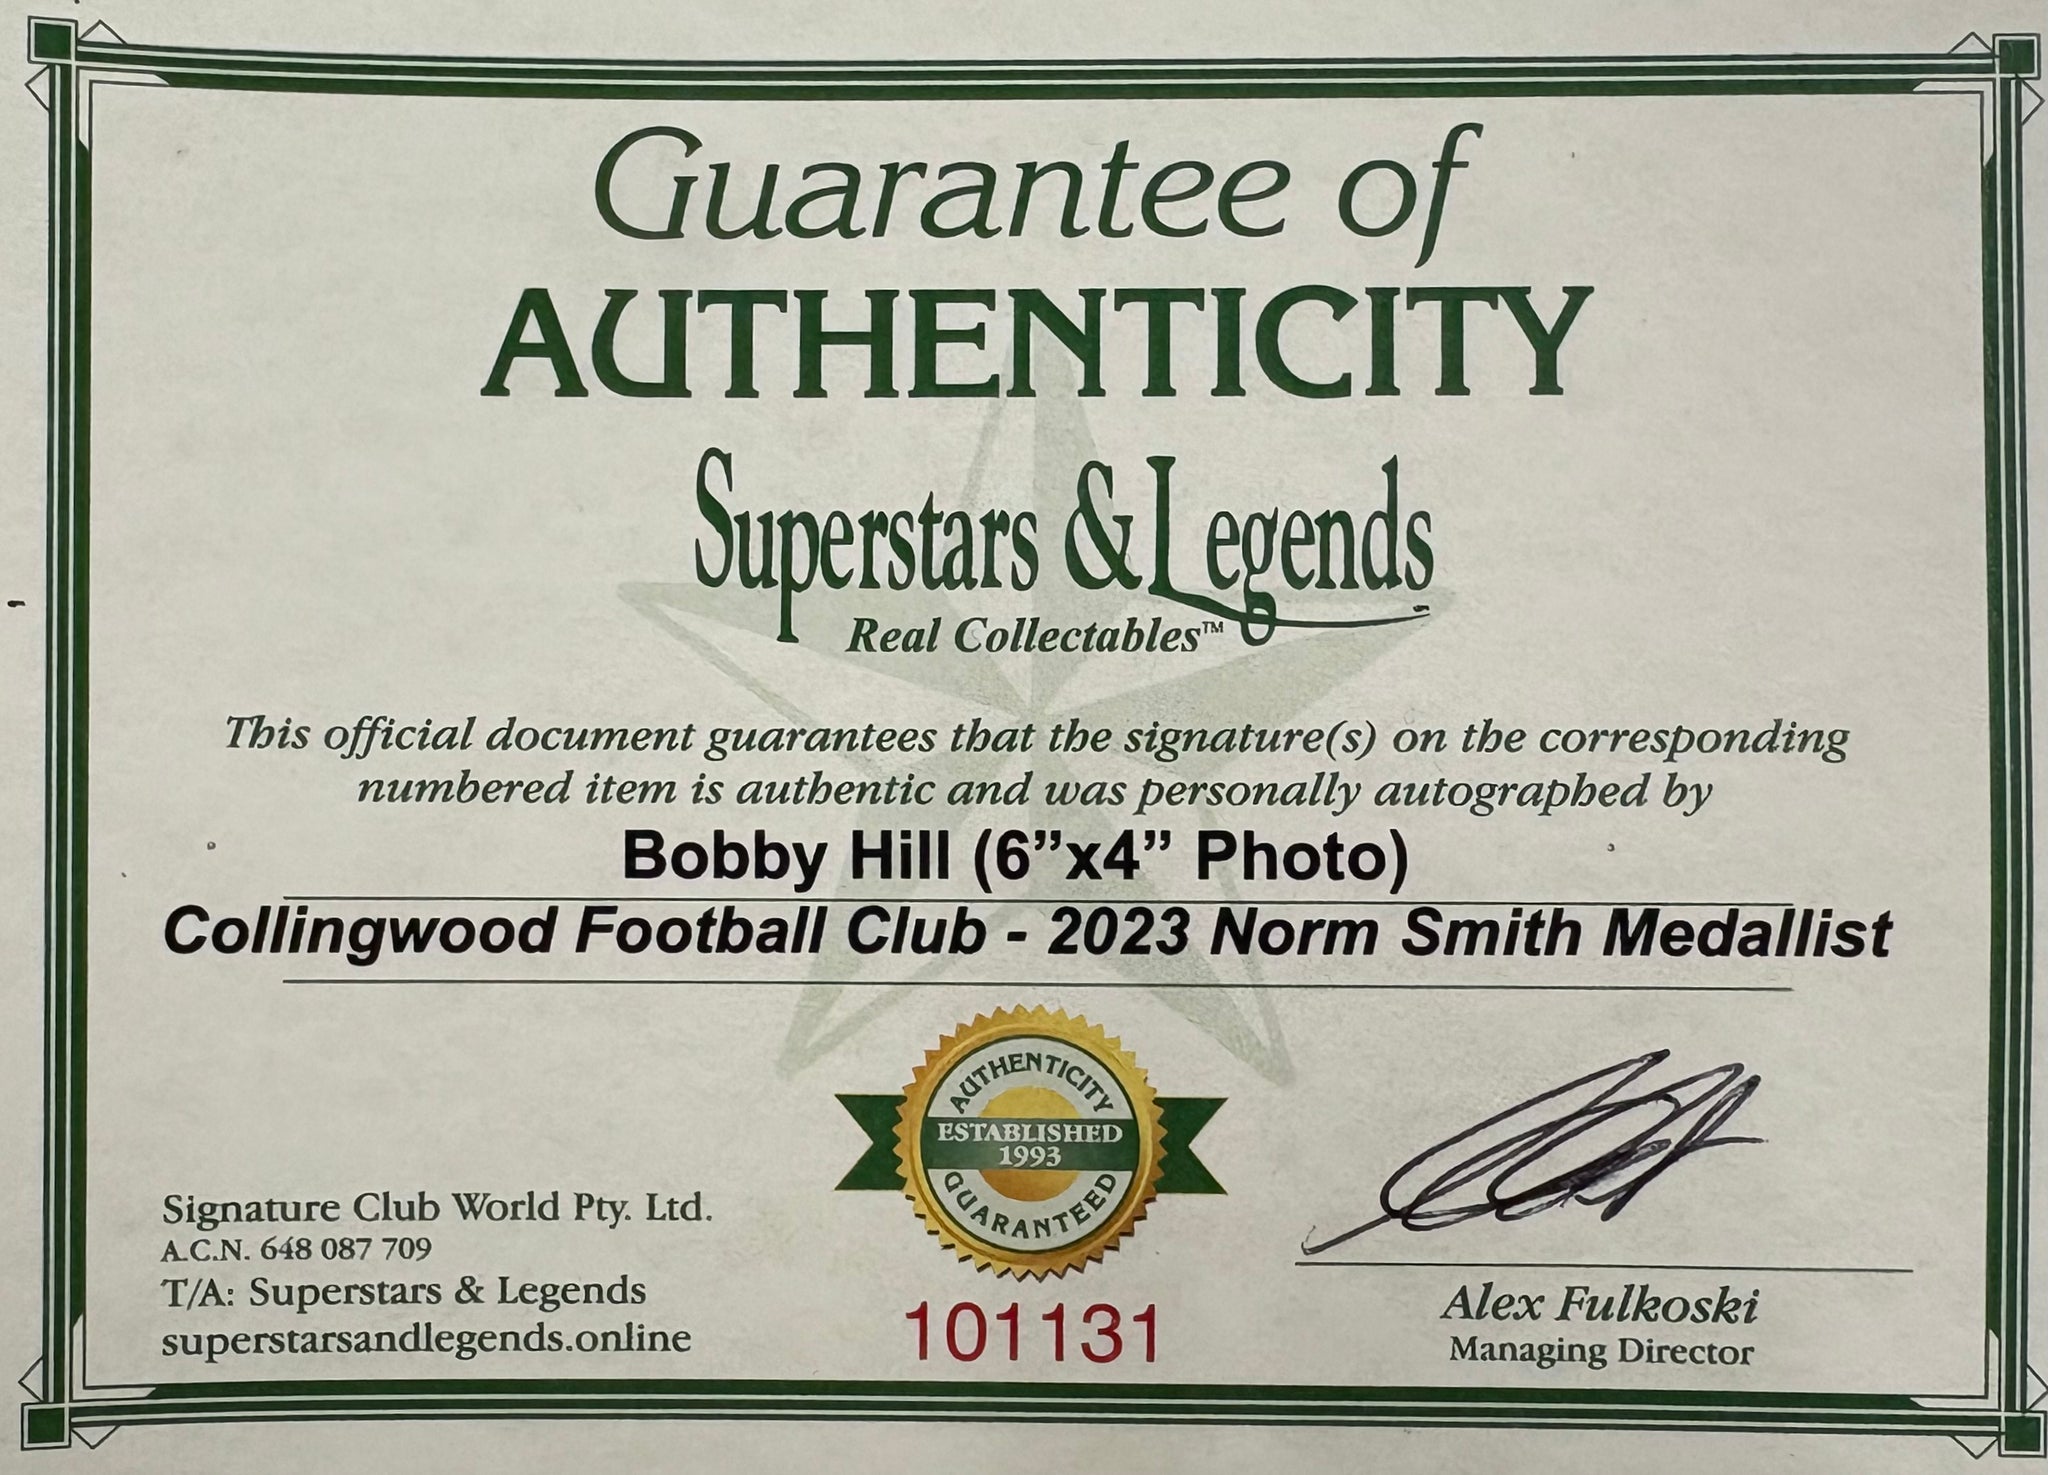 Guarantee of
AUTHENTICITY
Superstars & Legends
Real Collectables™
This official document guarantees that the signature(s) on the corresponding
numbered item is authentic and was personally autographed by
Bobby Hill (6”x4” Photo)
Collingwood Football Club - 2023 Norm Smith Medallist
AUTHENTICITY
ESTABLISHED
1993
GUARANTEED
Signature Club World Pty. Ltd.
A.C.N. 648 087 709
T/A: Superstars & Legends
superstarsandlegends.online
101131
Alex Fulkoski
Managing Director